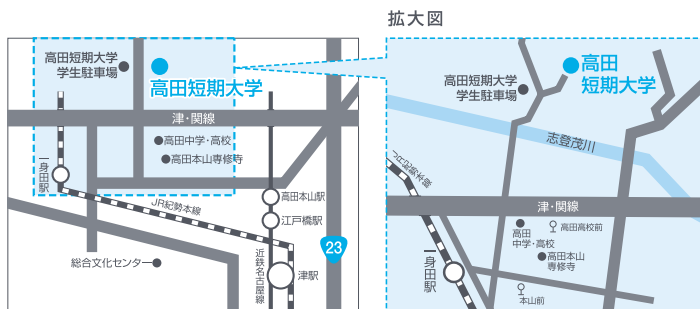 拡大図
高田短期大学
学生駐車場
高田短期大学
津・関線
高田中学・高校
高田本山専修寺
一身田駅
JR紀勢本線
高田本山駅
江戸橋駅
23
総合文化センター
近鉄名古屋線
津駅
高田
短期大学
高田短期大学
学生駐車場
志登茂川
JR紀勢本線
津・関線
高田
中学・高校
高田高校前
高田本山
専修寺
一身田駅
本山前